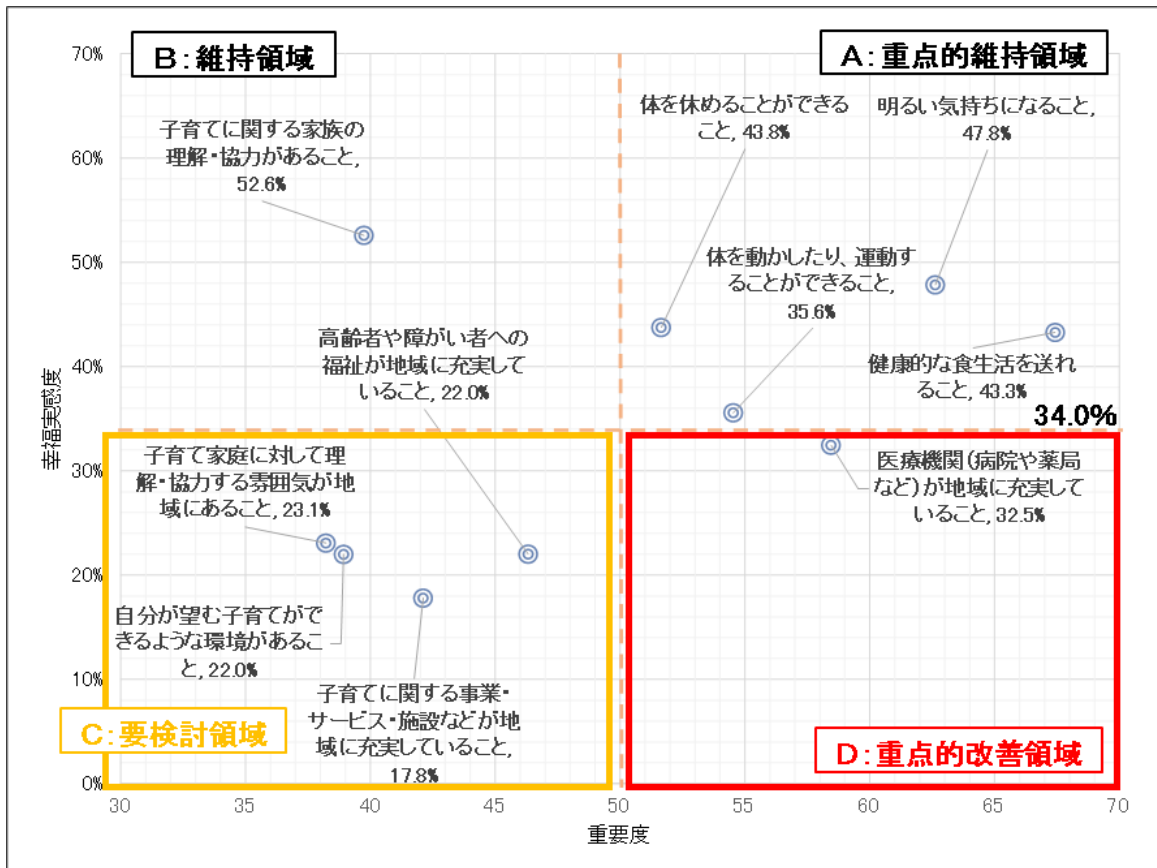 B：維持領域
A：重点的維持領域
70%
60%
50%
40%
30%
20%
10%
0%
幸福実感度
子育てに関する家族の
理解・協力があること,
52.6%
体を休めることができる
こと, 43.8%
明るい気持ちになること,
47.8%
体を動かしたり、運動す
ることができること,
35.6%
高齢者や障がい者への
福祉が地域に充実して
いること, 22.0%
健康的な食生活を送れ
ること, 43.3%
34.0%
子育て家庭に対して理
解・協力する雰囲気が地
域にあること, 23.1%
医療機関（病院や薬局
など）が地域に充実して
いること, 32.5%
自分が望む子育てがで
きるような環境があるこ
と, 22.0%
子育てに関する事業・
サービス・施設などが地
域に充実していること,
17.8%
C：要検討領域
D：重点的改善領域
30
40
45
50
55
60
65
70
重要度